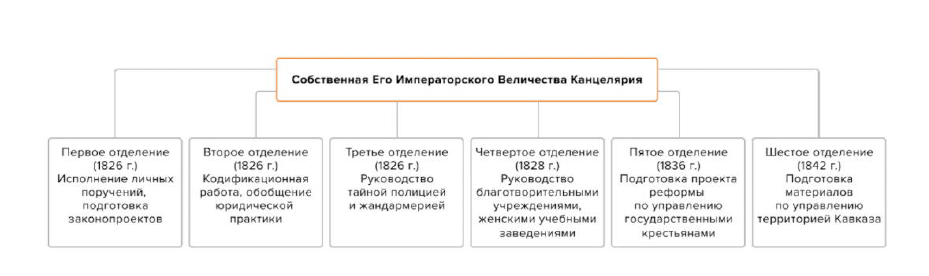 Собственная Его Императорского Величества Канцелярия
Первое отделение
(1826 г.)
Исполнение личных
поручений,
подготовка
законопроектов
Второе отделение
(1826 г.)
Кодификационная
работа, обобщение
юридической
практики
Третье отделение
(1826 г.)
Руководство
тайной полицией
и жандармерией
Четвертое отделение
(1828 г.)
Руководство
благотворительными
учреждениями,
женскими учебными
заведениями
Пятое отделение
(1836 г.)
Подготовка проекта
реформы
по управлению
государственными
крестьянами
Шестое отделение
(1842 г.)
Подготовка
материалов
по управлению
территорией Кавказа